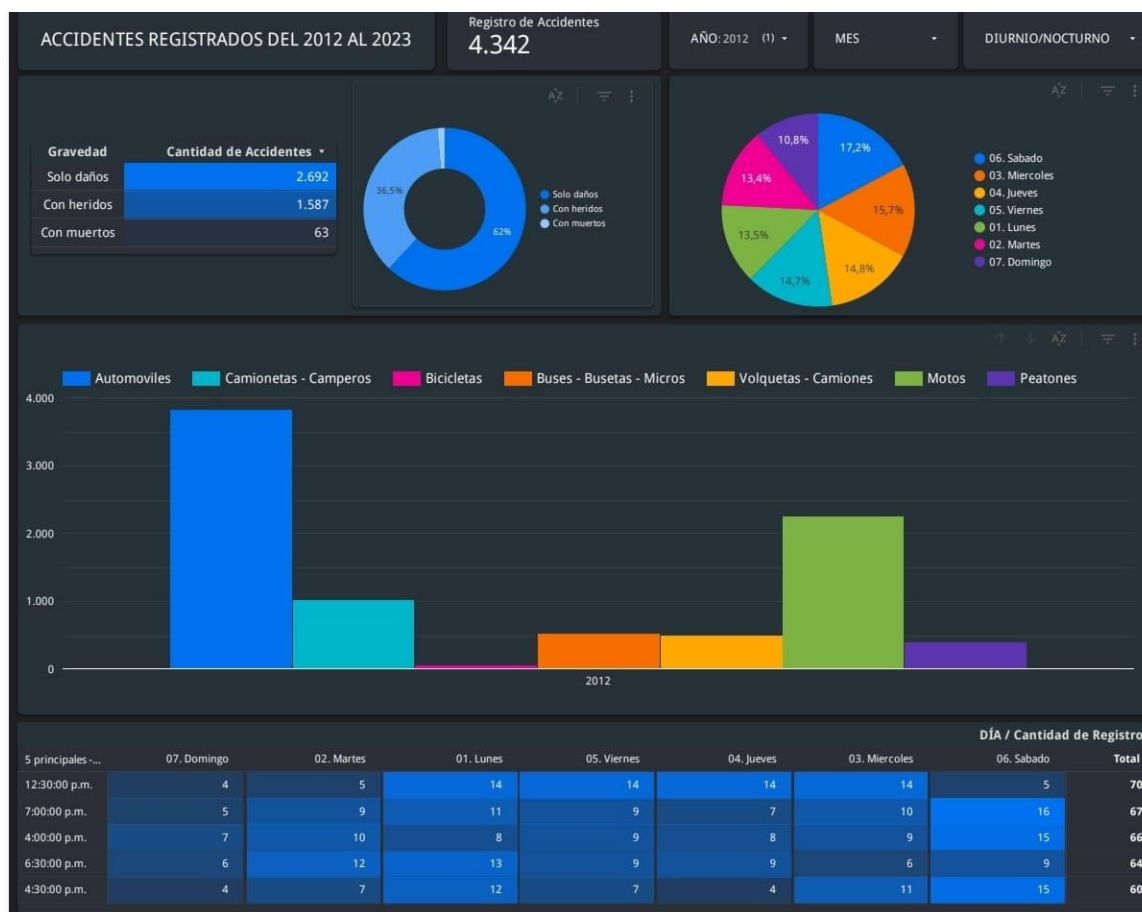 ACCIDENTES REGISTRADOS DEL 2012 AL 2023
Registro de Accidentes
4.342
AÑO: 2012 (1)
MES
DIURNIO/NOCTURNO
Gravedad Cantidad de Accidentes
Solo daños 2.692
Con heridos 1.587
Con muertos 63
36,5%
62%
Solo daños
Con heridos
Con muertos
10,8%
17,2%
13,4%
15,7%
13,5%
14,7%
14,8%
06. Sabado
03. Miercoles
04. Jueves
05. Viernes
01. Lunes
02. Martes
07. Domingo
Automoviles Camionetas - Camperos Bicicletas Buses - Busetas - Micros Volquetas - Camiones Motos Peatones
4.000
3.000
2.000
1.000
0
2012
DÍA / Cantidad de Registro
5 principales -... 07. Domingo 02. Martes 01. Lunes 05. Viernes 04. Jueves 03. Miercoles 06. Sabado Total
12:30:00 p.m. 4 5 14 14 14 14 5 70
7:00:00 p.m. 5 9 11 9 7 10 16 67
4:00:00 p.m. 7 10 8 9 8 9 15 66
6:30:00 p.m. 6 12 13 9 9 6 9 64
4:30:00 p.m. 4 7 12 7 4 11 15 60